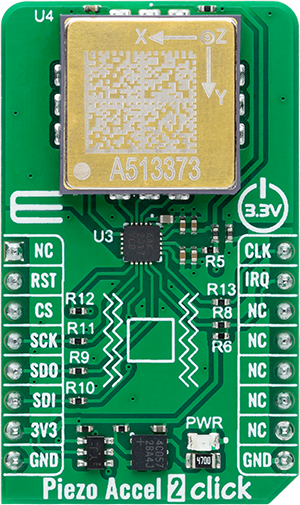 U4
X Z
Y
A513373
3.3V
U3
R5
NC CLK
RST R13 IRQ
R12
CS R8 NC
R11
SCK R6 NC
R9
SDO NC
R10
SDI NC
3V3 PWR NC
GND 4700 GND
Piezo Accel 2 click